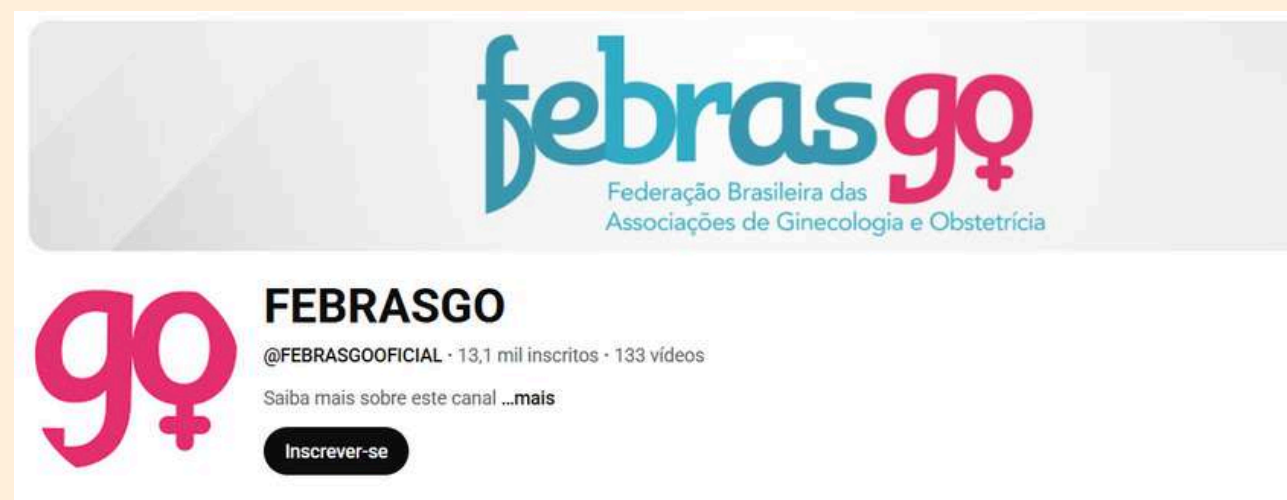 febrasgo
Federação Brasileira das
Associações de Ginecologia e Obstetrícia
go
FEBRASGO
@FEBRASGOOFICIAL · 13,1 mil inscritos · 133 vídeos
Saiba mais sobre este canal ...mais
Inscrever-se